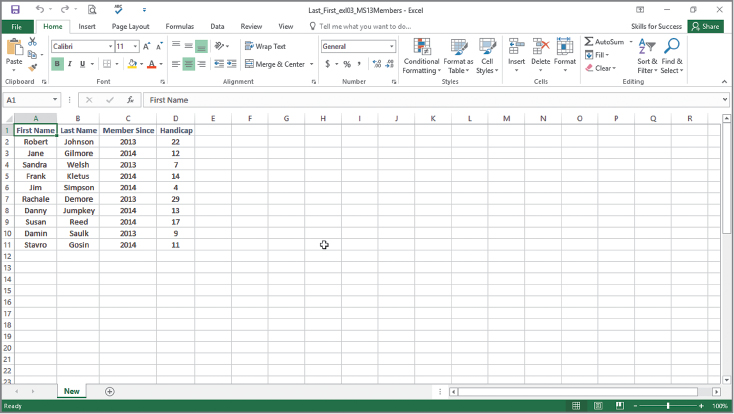 Last_First_exl03_MS13Members - Excel
File Home Insert Page Layout Formulas Data Review View Tell me what you want to do... Skills for Success Share
Calibri 11 Wrap Text General AutoSum
Fill
Paste B I U Merge & Center $ % Conditional Formatting Format as Table Cell Styles Insert Delete Format Clear Sort & Filter Find & Select
Clipboard Font Alignment Number Styles Cells Editing
A1 fx First Name
A B C D E F G H I J K L M N O P Q R
1 First Name Last Name Member Since Handicap
2 Robert Johnson 2013 22
3 Jane Gilmore 2014 12
4 Sandra Welsh 2013 7
5 Frank Kletus 2014 14
6 Jim Simpson 2014 4
7 Rachale Demore 2013 29
8 Danny Jumpkey 2014 13
9 Susan Reed 2014 17
10 Damin Saulk 2013 9
11 Stavro Gosin 2014 11
12
13
14
15
16
17
18
19
20
21
22
23
New
Ready 100%